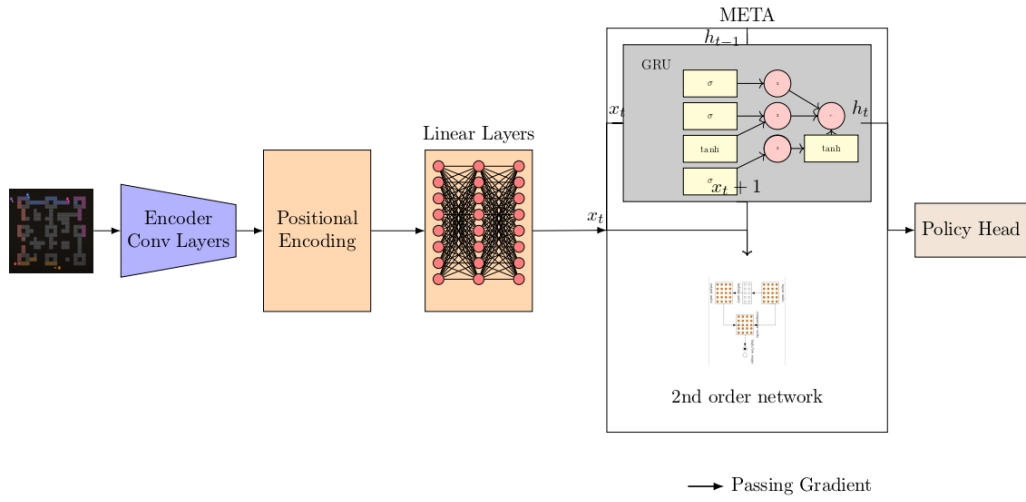 META
h_{t−1}
GRU
σ
σ
tanh
σ
tanh
x_t
h_t
x_t + 1
Linear Layers
x_t
Encoder
Conv Layers
Positional
Encoding
Policy Head
2nd order network
Passing Gradient